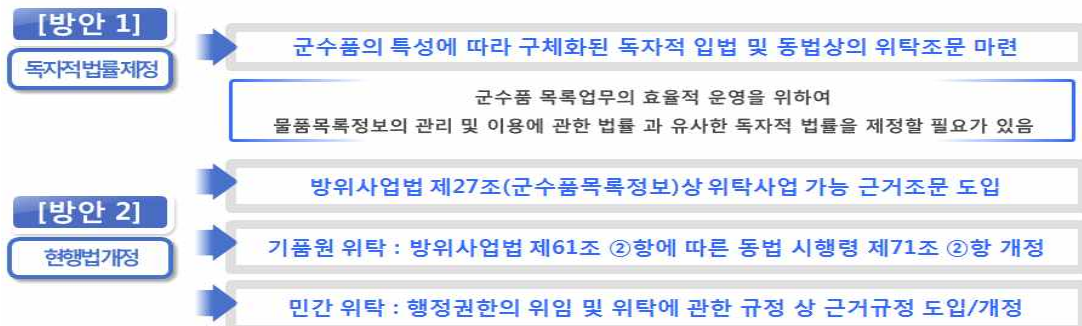 [방안 1]
독자적법률제정
군수품의 특성에 따라 구체화된 독자적 입법 및 동법상의 위탁조문 마련
군수품 목록업무의 효율적 운영을 위하여
물품목록정보의 관리 및 이용에 관한 법률 과 유사한 독자적 법률을 제정할 필요가 있음
[방안 2]
현행법개정
방위사업법 제27조(군수품목록정보)상 위탁사업 가능 근거조문 도입
기품원 위탁 : 방위사업법 제61조 ②항에 따른 동법 시행령 제71조 ②항 개정
민간 위탁 : 행정권한의 위임 및 위탁에 관한 규정 상 근거규정 도입/개정